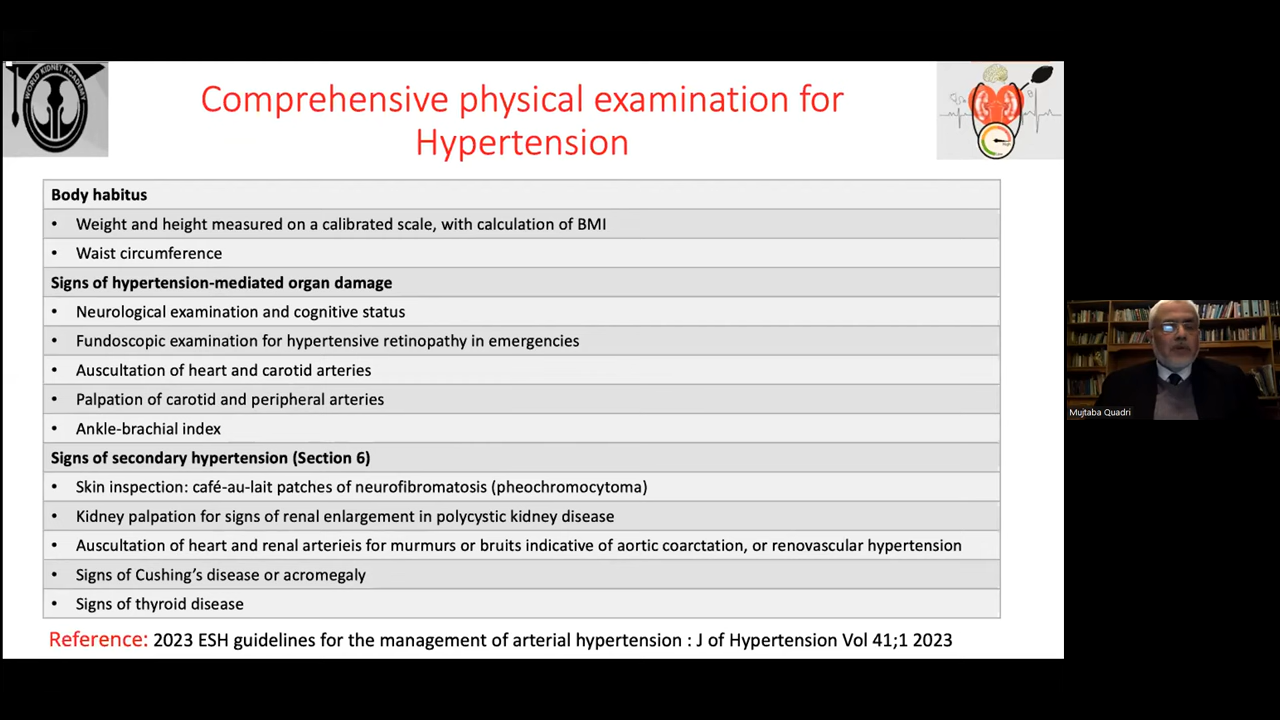 WORLD KIDNEY ACADEMY
Comprehensive physical examination for
Hypertension
Body habitus
• Weight and height measured on a calibrated scale, with calculation of BMI
• Waist circumference
Signs of hypertension-mediated organ damage
• Neurological examination and cognitive status
• Fundoscopic examination for hypertensive retinopathy in emergencies
• Auscultation of heart and carotid arteries
• Palpation of carotid and peripheral arteries
• Ankle-brachial index
Signs of secondary hypertension (Section 6)
• Skin inspection: café-au-lait patches of neurofibromatosis (pheochromocytoma)
• Kidney palpation for signs of renal enlargement in polycystic kidney disease
• Auscultation of heart and renal arterieis for murmurs or bruits indicative of aortic coarctation, or renovascular hypertension
• Signs of Cushing’s disease or acromegaly
• Signs of thyroid disease
Reference: 2023 ESH guidelines for the management of arterial hypertension : J of Hypertension Vol 41;1 2023
Mujtaba Quadri